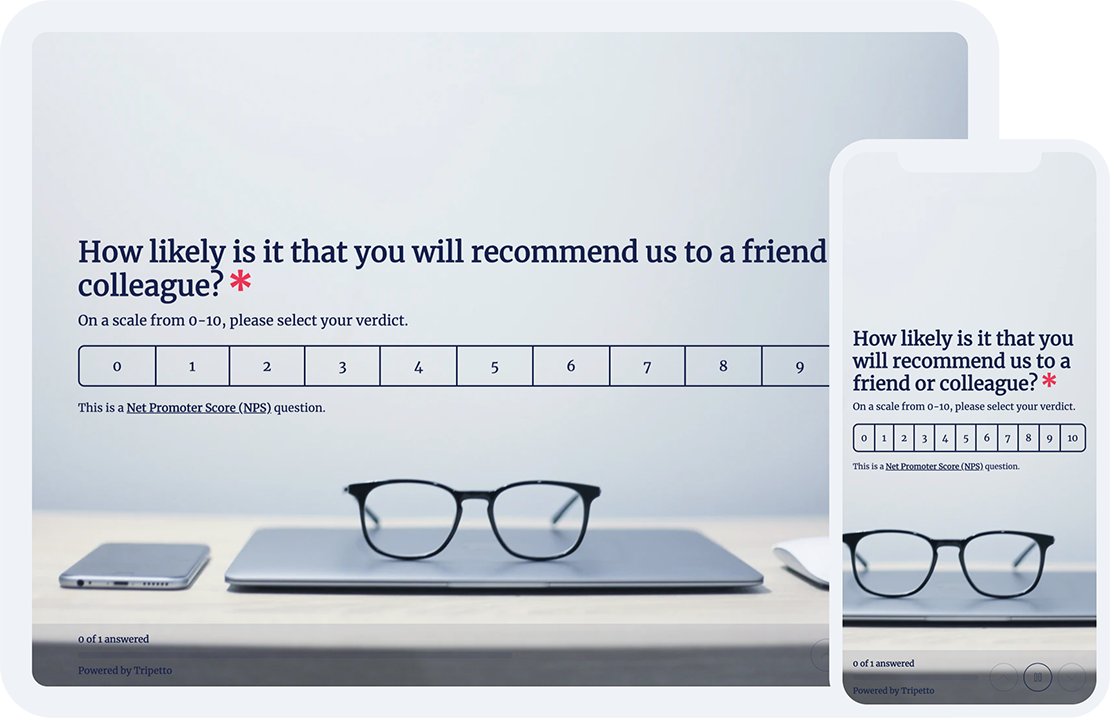 How likely is it that you will recommend us to a friend
colleague?*
On a scale from 0-10, please select your verdict.
0 1 2 3 4 5 6 7 8 9
This is a Net Promoter Score (NPS) question.
0 of 1 answered
Powered by Tripetto
How likely is it that you
will recommend us to a
friend or colleague?*
On a scale from 0-10, please select your verdict.
0 1 2 3 4 5 6 7 8 9 10
This is a Net Promoter Score (NPS) question.
0 of 1 answered
Powered by Tripetto